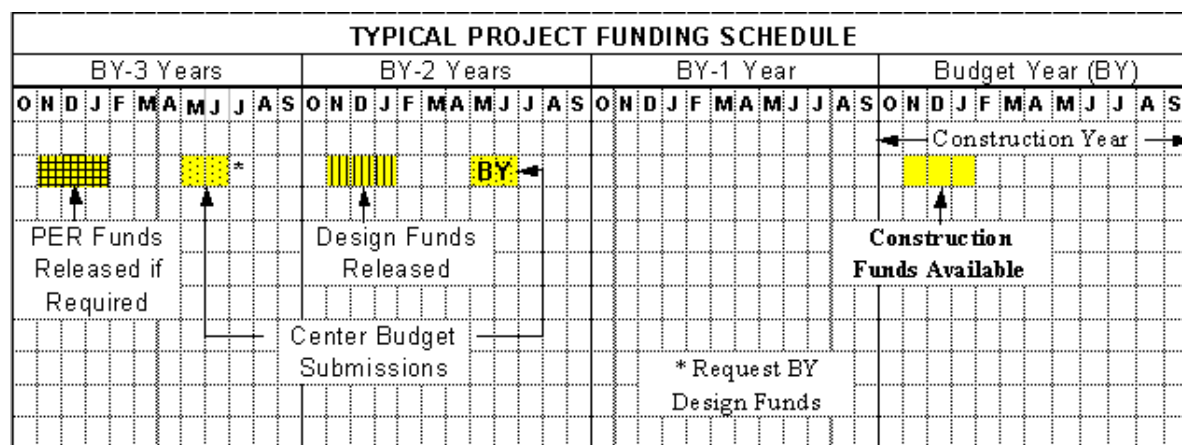 TYPICAL PROJECT FUNDING SCHEDULE
BY-3 Years BY-2 Years BY-1 Year Budget Year (BY)
O N D J F M A M J J A S O N D J F M A M J J A S O N D J F M A M J J A S O N D J F M A M J J A S
Construction Year
* BY
PER Funds
Released if
Required
Design Funds
Released
Construction
Funds Available
Center Budget
Submissions
* Request BY
Design Funds